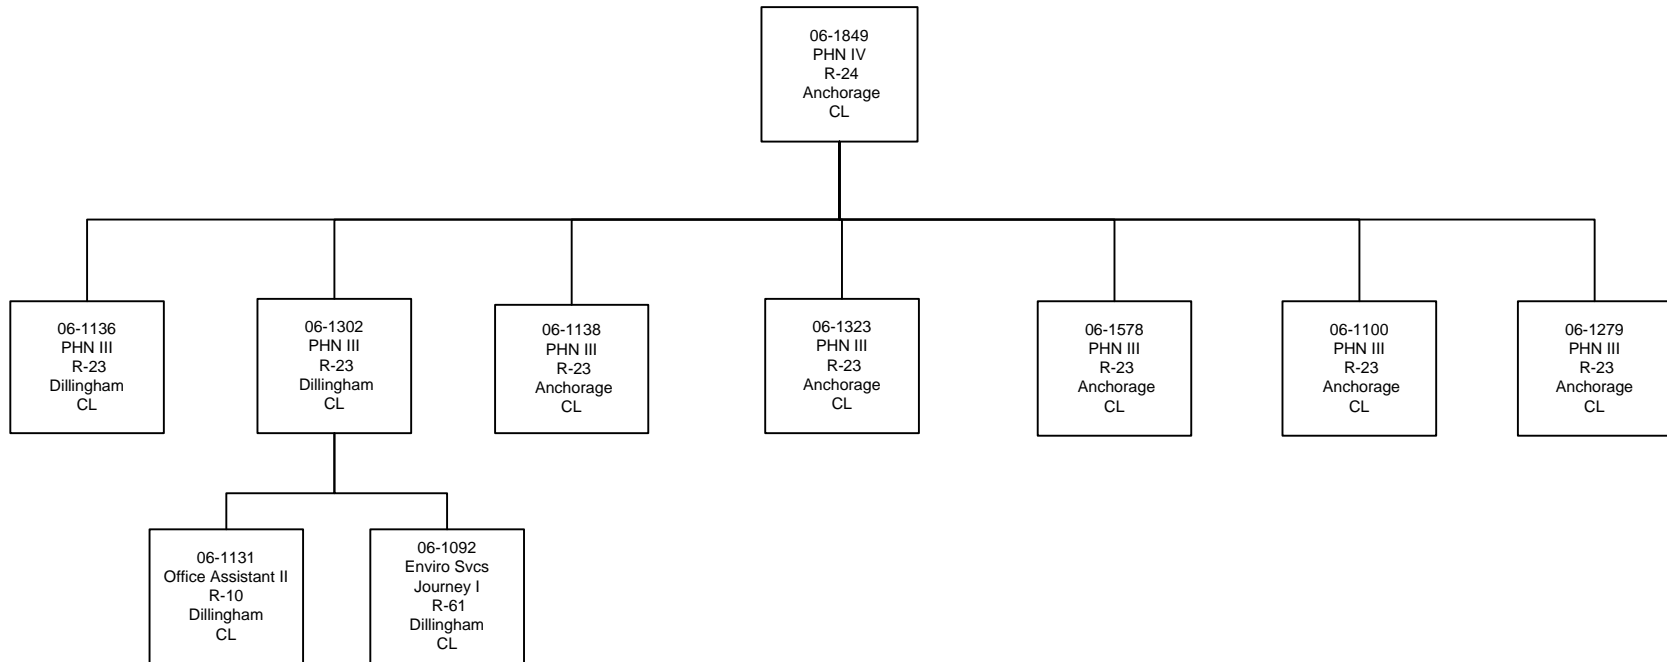 06-1849
PHN IV
R-24
Anchorage
CL
06-1136
PHN III
R-23
Dillingham
CL
06-1302
PHN III
R-23
Dillingham
CL
06-1138
PHN III
R-23
Anchorage
CL
06-1323
PHN III
R-23
Anchorage
CL
06-1578
PHN III
R-23
Anchorage
CL
06-1100
PHN III
R-23
Anchorage
CL
06-1279
PHN III
R-23
Anchorage
CL
06-1131
Office Assistant II
R-10
Dillingham
CL
06-1092
Enviro Svcs
Journey I
R-61
Dillingham
CL